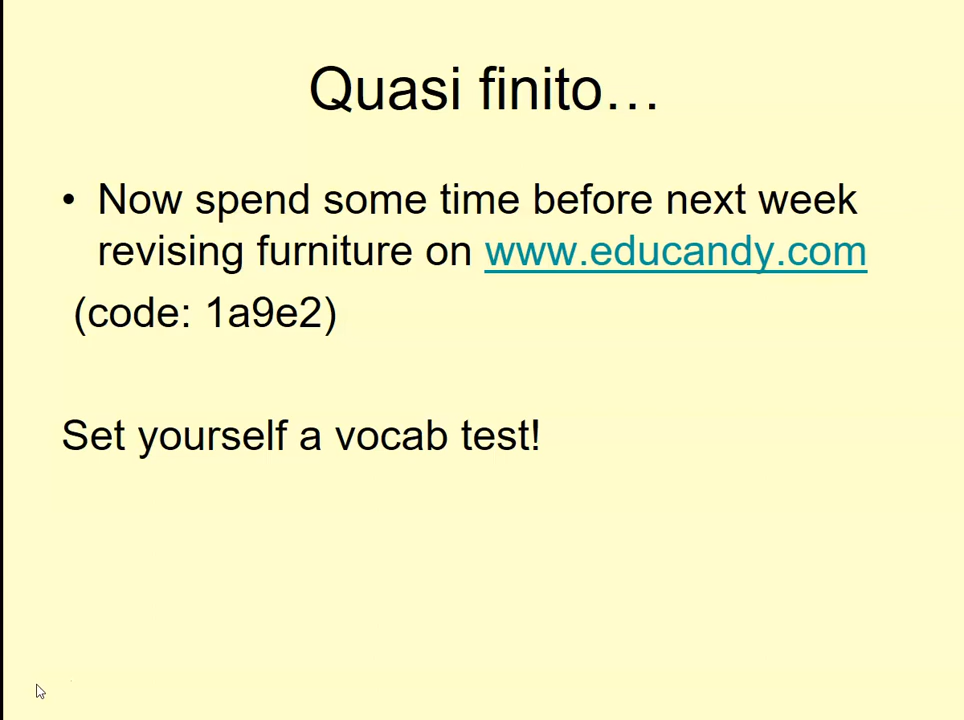 Quasi finito…
• Now spend some time before next week
revising furniture on www.educandy.com
(code: 1a9e2)
Set yourself a vocab test!